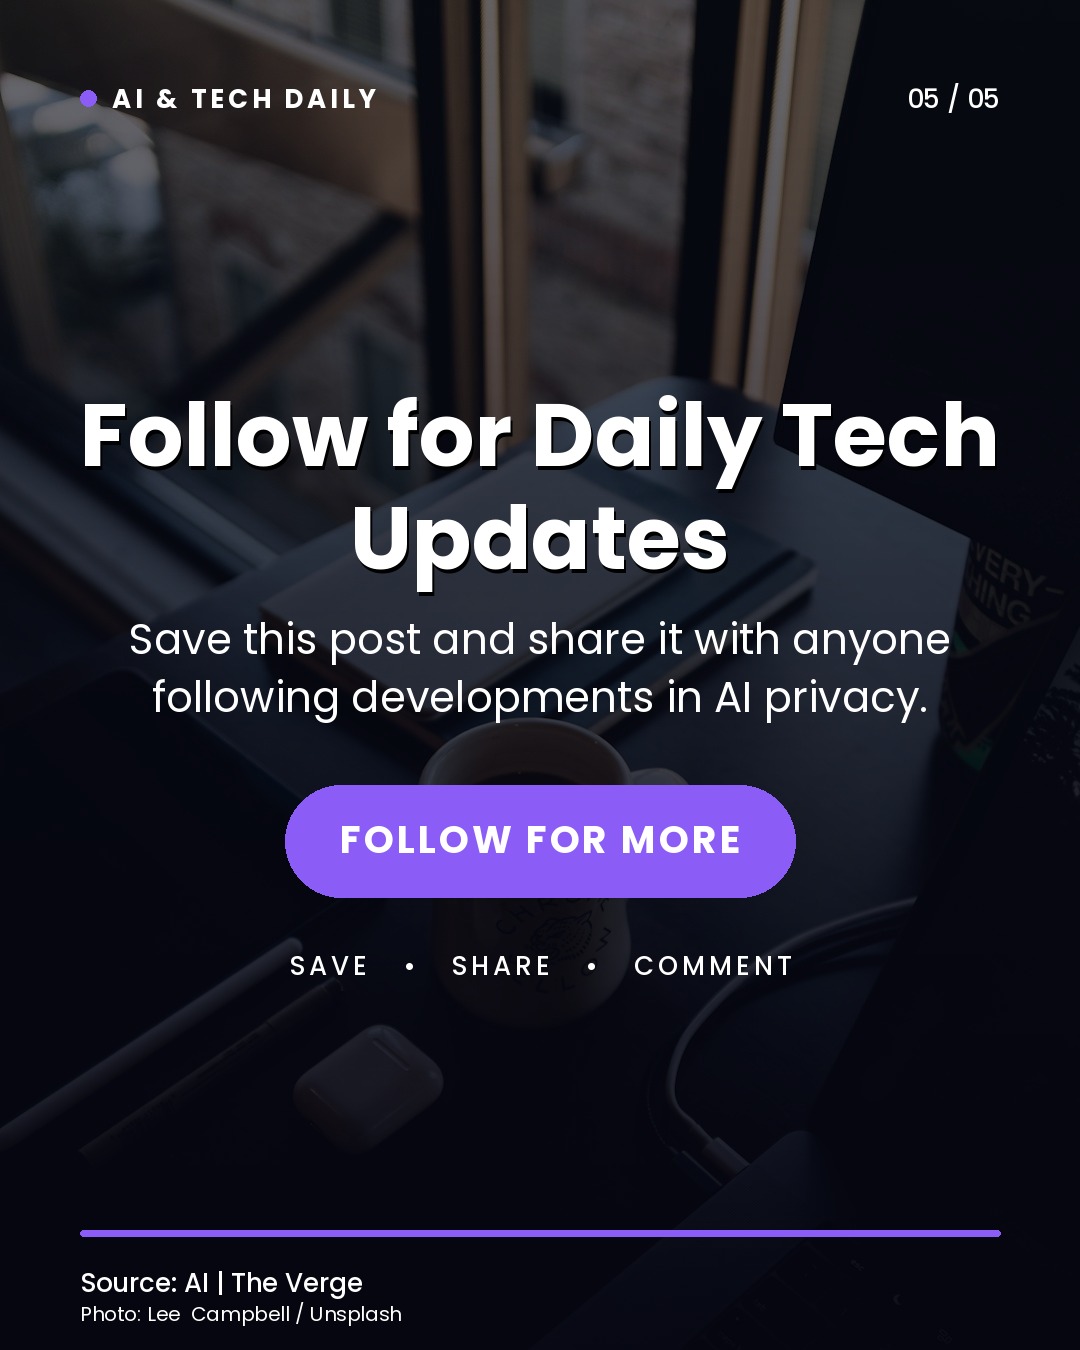 AI & TECH DAILY
05 / 05
Follow for Daily Tech
Updates
Save this post and share it with anyone
following developments in AI privacy.
FOLLOW FOR MORE
SAVE • SHARE • COMMENT
Source: AI | The Verge
Photo: Lee Campbell / Unsplash